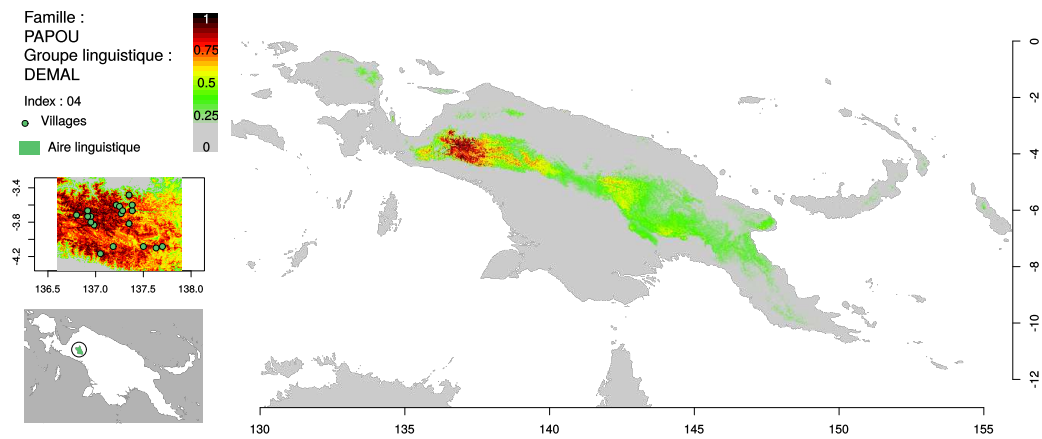 Famille :
PAPOU
Groupe linguistique :
DEMAL
Index : 04
Villages
Aire linguistique
1
0.75
0.5
0.25
0
-3.4
-3.8
-4.2
136.5 137.0 137.5 138.0
0
-2
-4
-6
-8
-10
-12
130 135 140 145 150 155